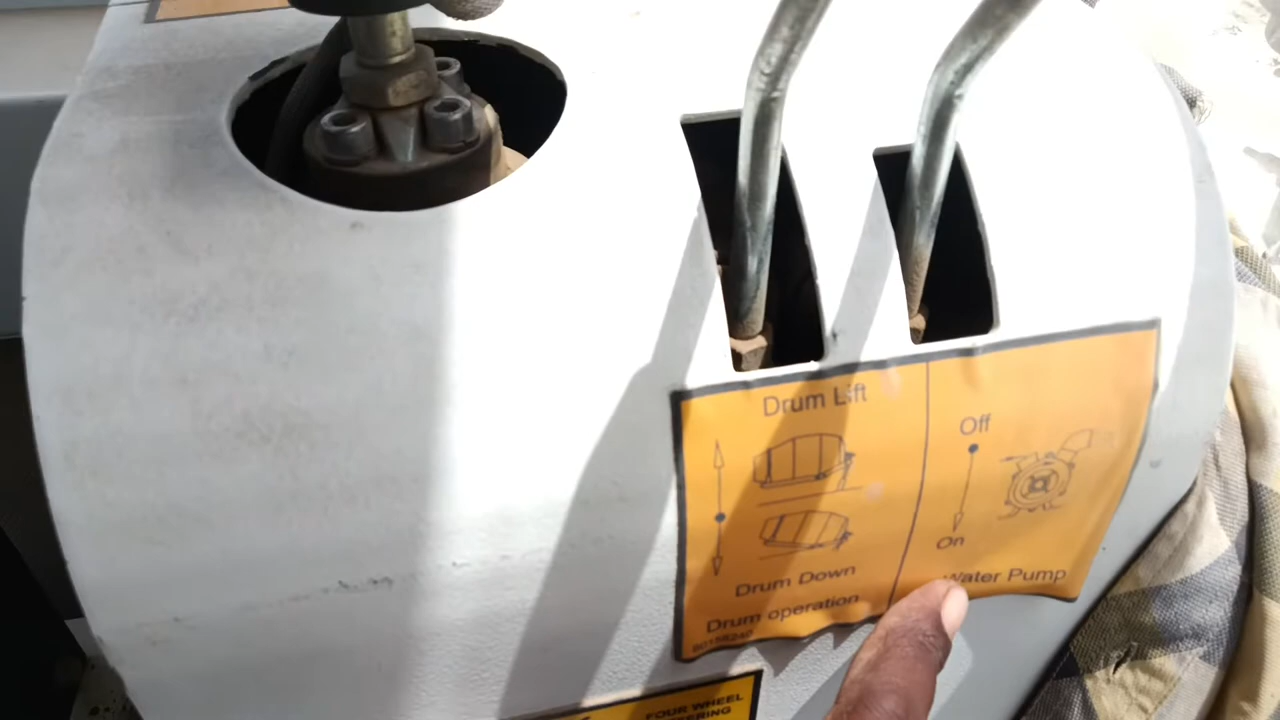 Drum Lift
Drum Down
Drum operation
Off
On
Water Pump
FOUR WHEEL